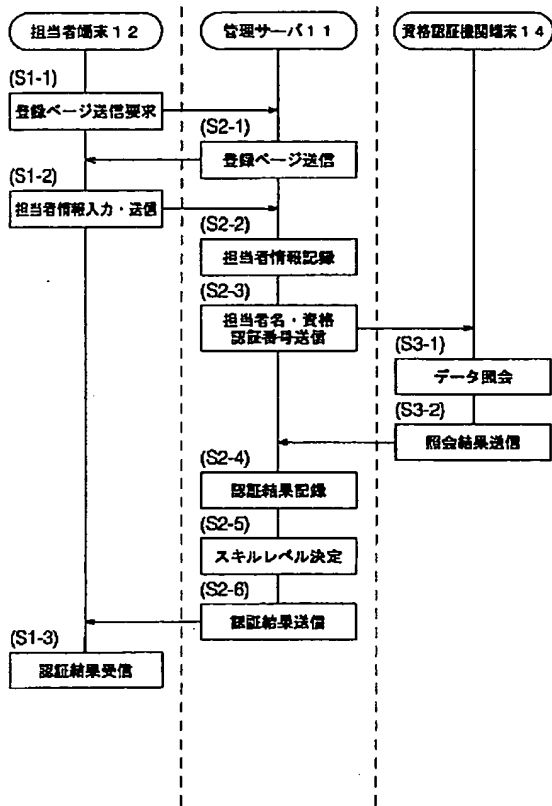 担当者端末12
管理サーバ11
資格認証機関端末14
(S1-1)
登録ページ送信要求
(S2-1)
登録ページ送信
(S1-2)
担当者情報入力・送信
(S2-2)
担当者情報記録
(S2-3)
担当者名・資格
認証番号送信
(S3-1)
データ照会
(S3-2)
照会結果送信
(S2-4)
認証結果記録
(S2-5)
スキルレベル決定
(S2-6)
認証結果送信
(S1-3)
認証結果受信